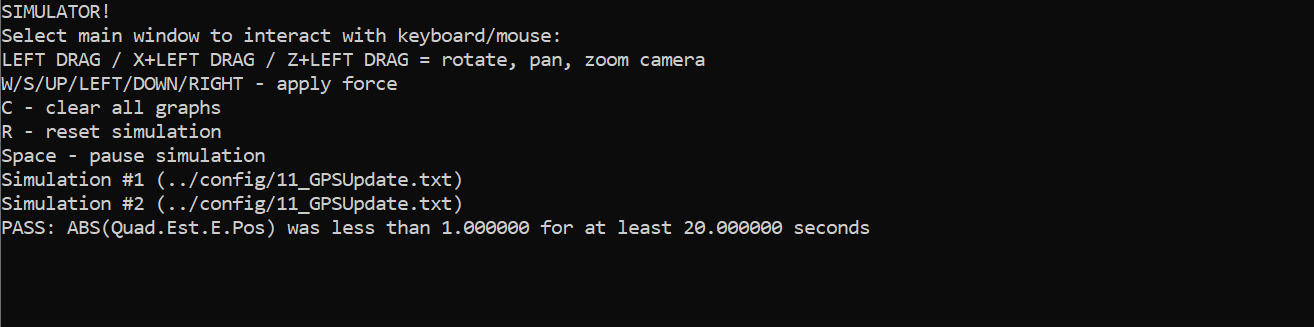 SIMULATOR!
Select main window to interact with keyboard/mouse:
LEFT DRAG / X+LEFT DRAG / Z+LEFT DRAG = rotate, pan, zoom camera
W/S/UP/LEFT/DOWN/RIGHT - apply force
C - clear all graphs
R - reset simulation
Space - pause simulation
Simulation #1 (../config/11_GPSUpdate.txt)
Simulation #2 (../config/11_GPSUpdate.txt)
PASS: ABS(Quad.Est.E.Pos) was less than 1.000000 for at least 20.000000 seconds